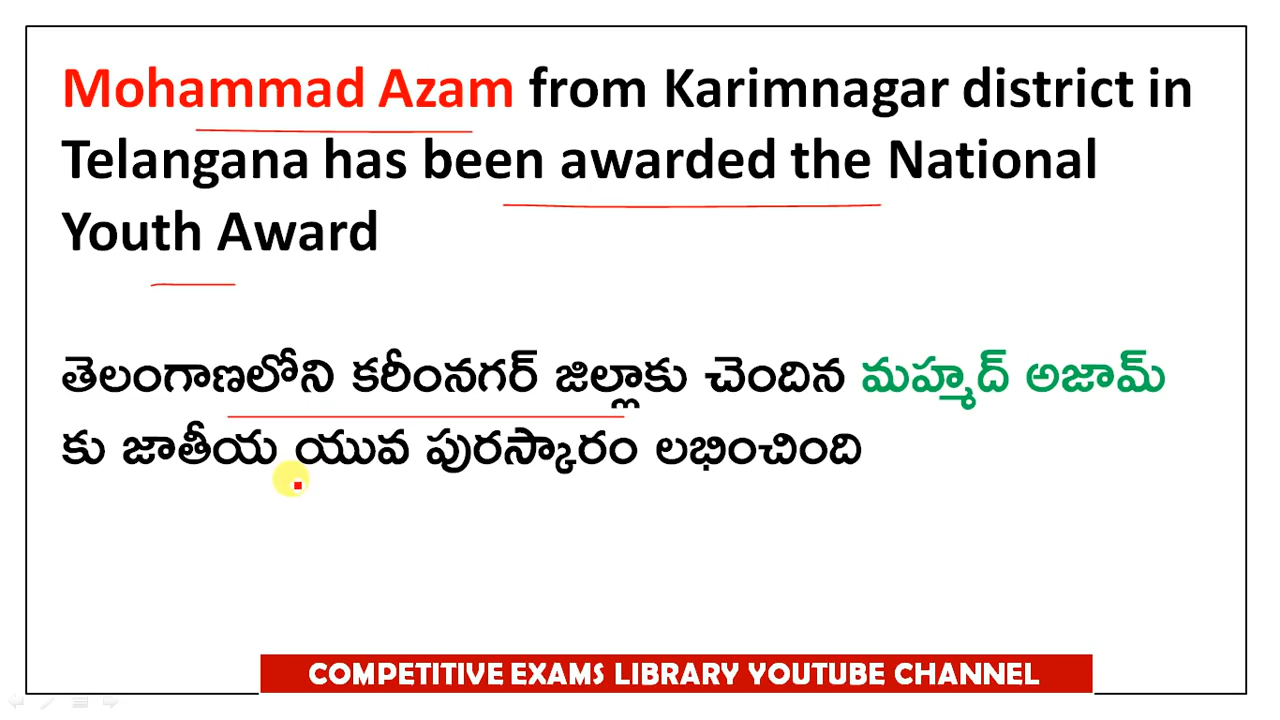 Mohammad Azam from Karimnagar district in
Telangana has been awarded the National
Youth Award
తెలంగాణలోని కరీంనగర్ జిల్లాకు చెందిన మహ్మద్ అజామ్
కు జాతీయ యువ పురస్కారం లభించింది
COMPETITIVE EXAMS LIBRARY YOUTUBE CHANNEL